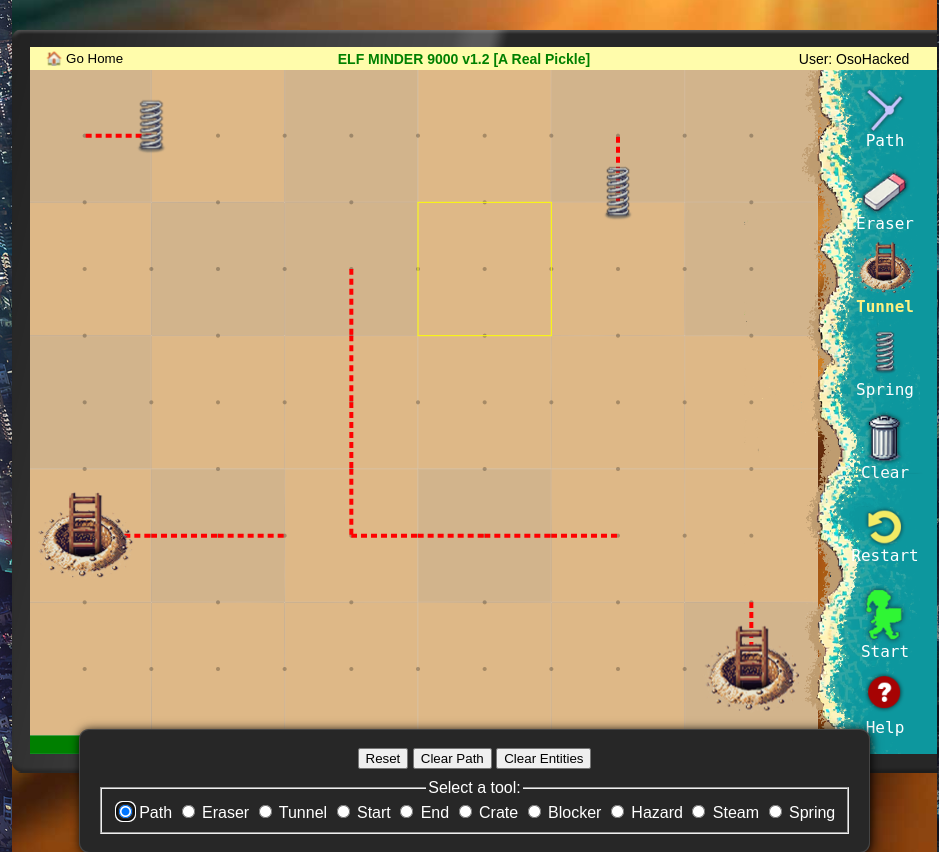 🏠 Go Home
ELF MINDER 9000 v1.2 [A Real Pickle]
User: OsoHacked
Path
Eraser
Tunnel
Spring
Clear
Restart
Start
?
Help
Reset
Clear Path
Clear Entities
Select a tool:
Path Eraser Tunnel Start End Crate Blocker Hazard Steam Spring